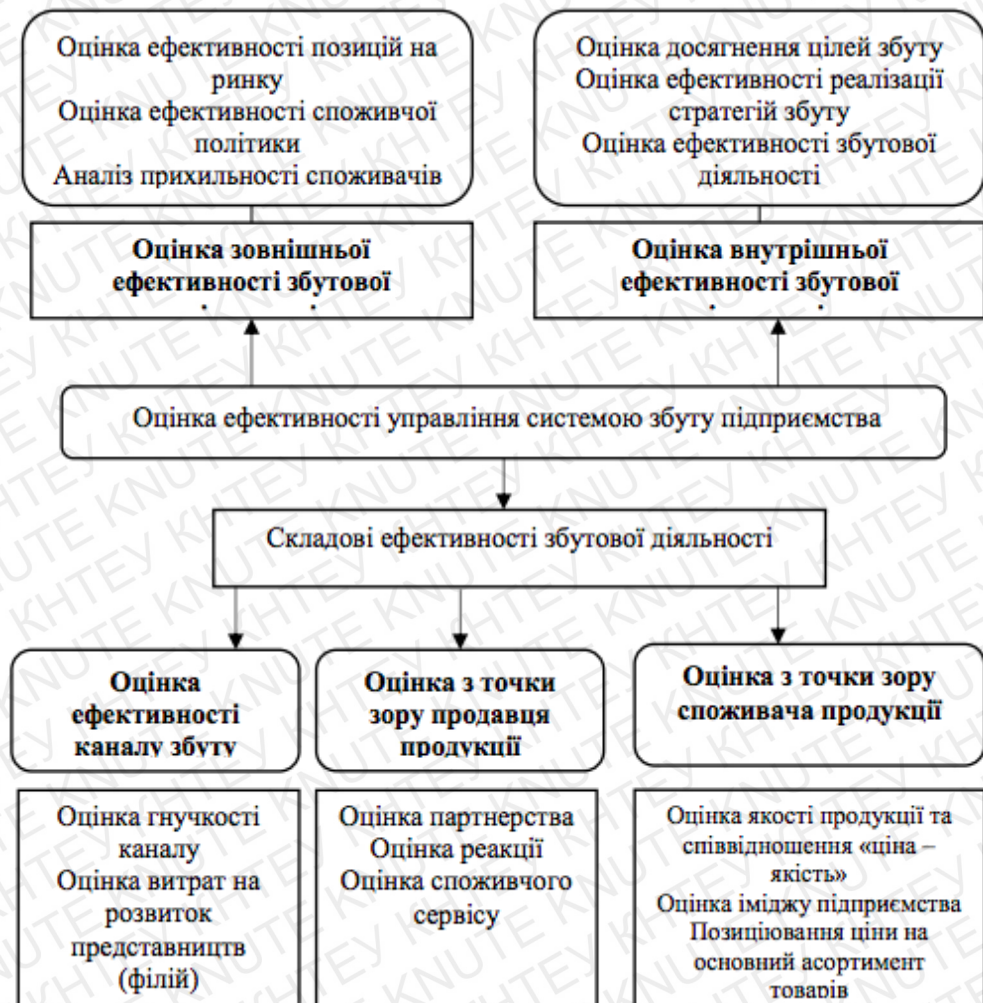 Оцінка ефективності позицій на
ринку
Оцінка ефективності споживчої
політики
Аналіз прихильності споживачів
Оцінка досягнення цілей збуту
Оцінка ефективності реалізації
стратегій збуту
Оцінка ефективності збутової
діяльності
Оцінка зовнішньої
ефективності збутової
Оцінка внутрішньої
ефективності збутової
Оцінка ефективності управління системою збуту підприємства
Складові ефективності збутової діяльності
Оцінка
ефективності
каналу збуту
Оцінка з точки
зору продавця
продукції
Оцінка з точки зору
споживача продукції
Оцінка гнучкості
каналу
Оцінка витрат на
розвиток
представництв
(філій)
Оцінка партнерства
Оцінка реакції
Оцінка споживчого
сервісу
Оцінка якості продукції та
співвідношення «ціна –
якість»
Оцінка іміджу підприємства
Позиціювання ціни на
основний асортимент
товарів